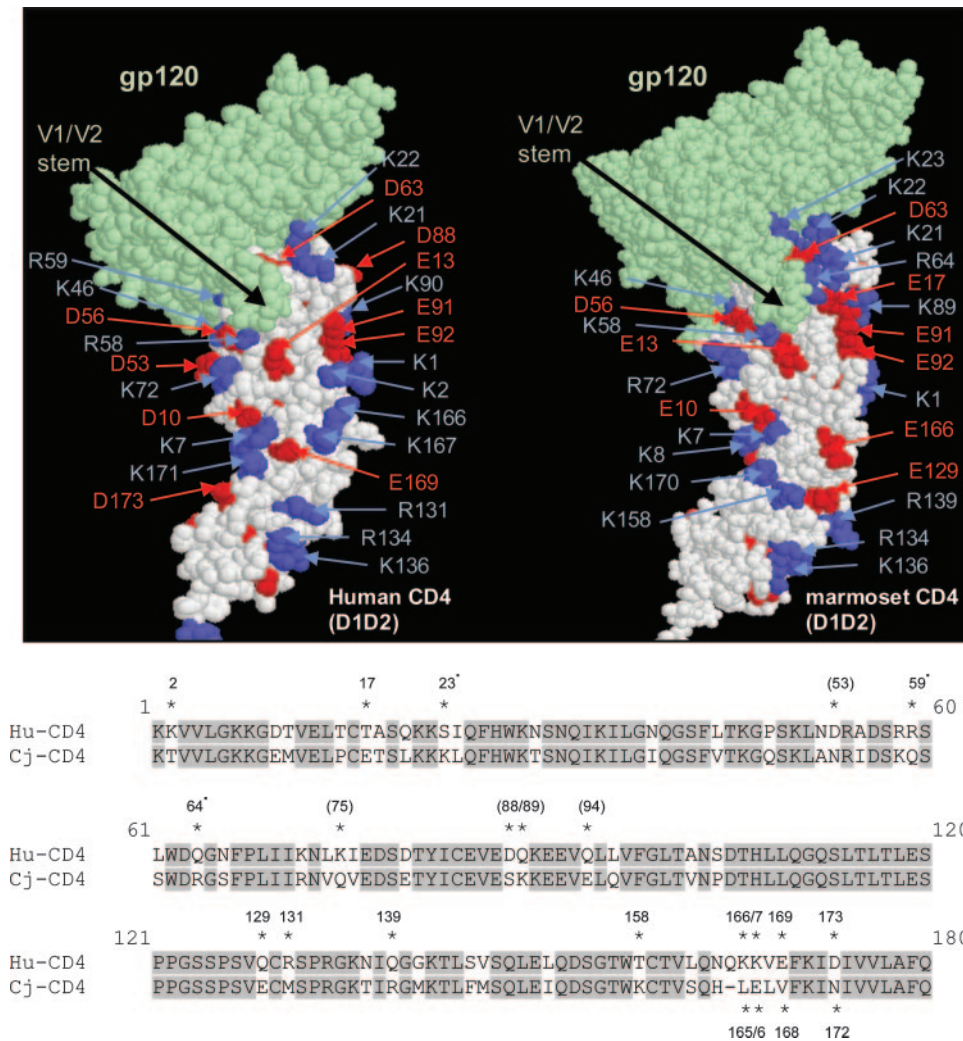 gp120
V1/V2
stem
K22
D63
K21
D88
E13
K90
E91
E92
K1
K2
K166
K167
E169
R131
R134
K136
R59
K46
D56
R58
D53
K72
D10
K7
K171
D173
Human CD4
(D1D2)
gp120
V1/V2
stem
K23
K22
D63
K21
R64
E17
K89
E91
E92
K1
E166
E129
R139
R134
K136
K46
D56
K58
E13
R72
E10
K7
K8
K170
K158
marmoset CD4
(D1D2)
2 17 23• (53) 59•
1 * * * * * 60
Hu-CD4 KKVVLGKKGDTVELTCTASQKKSIQFHWKNSNQIKILGNQGSFLTKGPSKLNDRADSRRS
Cj-CD4 KTVVLGKKGEMVELPCETSLKKKLQFHWKTSNQIKILGIQGSFVTKGQSKLANRIDSKQS
64• (75) (88/89) (94)
61 * * ** * 120
Hu-CD4 LWDQGNFPLIIKNLKIEDSDTYICEVEDQKEEVQLLVFGLTANSDTHLLQGQSLTLTLES
Cj-CD4 SWDRGSFPLIIRNVQVEDSETYICEVESKKEEVELQVFGLTVNPDTHLLQGQSLTLTLES
129 131 139 158 166/7 169 173
121 * * * * ** * * 180
Hu-CD4 PPGSSPSVQCRSPRGKNIQGGKTLSVSQLELQDSGTWTCTVLQNQKKVEFKIDIVVLAFQ
Cj-CD4 PPGSSPSVECMSPRGKTIRGMKTLFMSQLEIQDSGTWKCTVSQH-LELVFKINIVVLAFQ
** * *
165/6 168 172